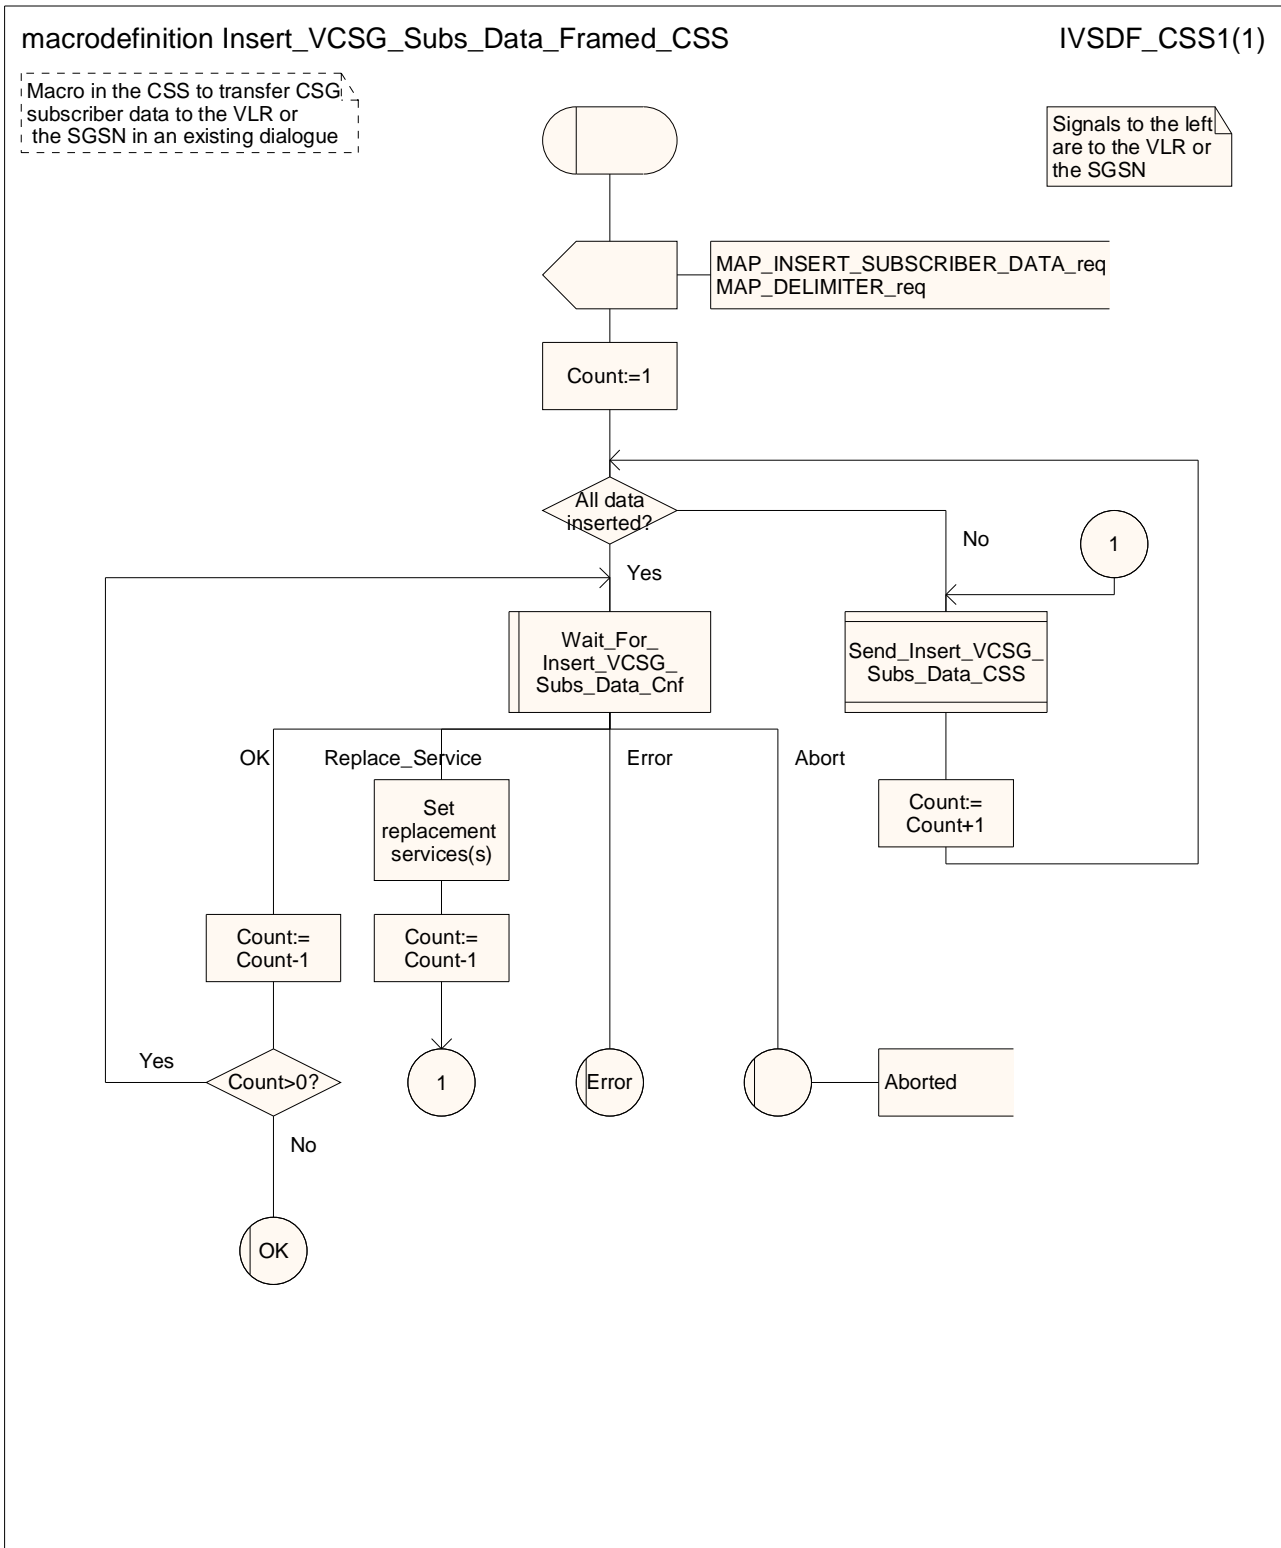 macrodefinition Insert_VCSG_Subs_Data_Framed_CSS
IVSDF_CSS1(1)
Macro in the CSS to transfer CSG
subscriber data to the VLR or
the SGSN in an existing dialogue
Signals to the left
are to the VLR or
the SGSN
MAP_INSERT_SUBSCRIBER_DATA_req
MAP_DELIMITER_req
Count:=1
All data
inserted?
No
1
Yes
Wait_For_
Insert_VCSG_
Subs_Data_Cnf
Send_Insert_VCSG_
Subs_Data_CSS
OK
Replace_Service
Error
Abort
Set
replacement
services(s)
Count:=
Count+1
Count:=
Count-1
Count:=
Count-1
Yes
Count>0?
1
Error
Aborted
No
OK